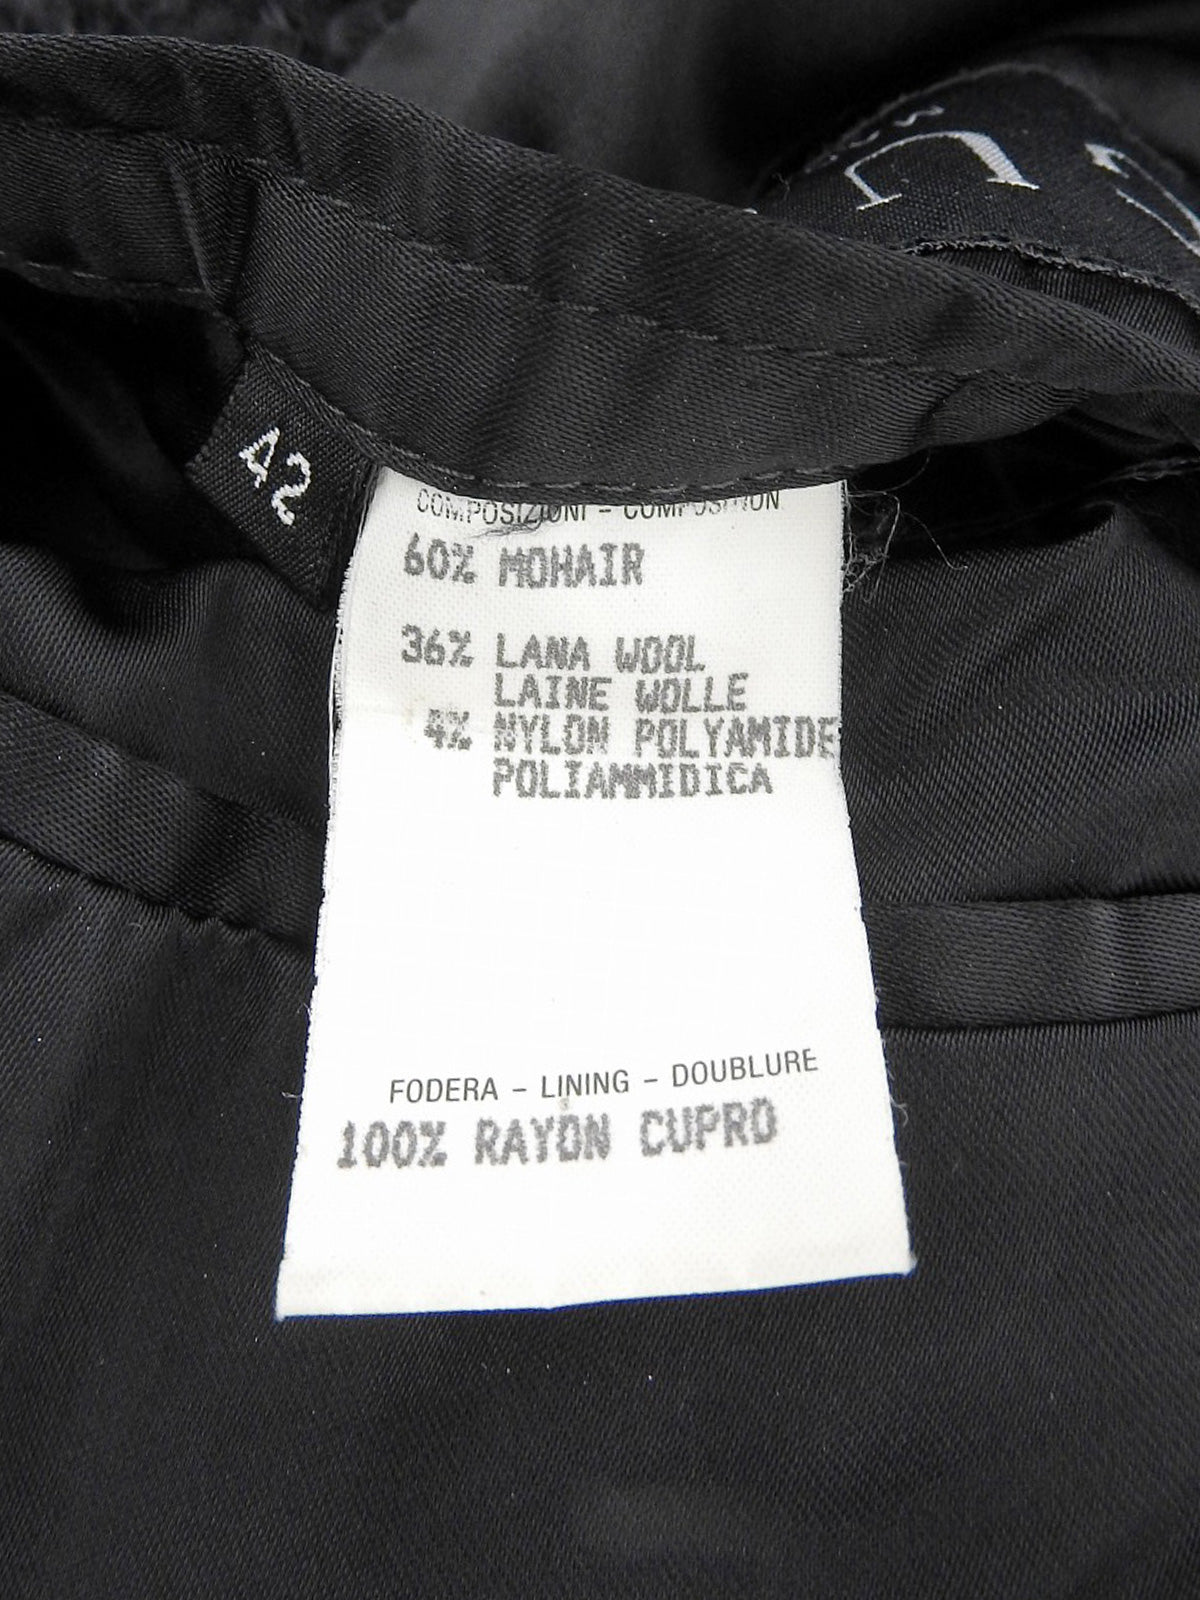 42
COMPOSIZIONI - COMPOSITION
60% MOHAIR
36% LANA WOOL
LAINE WOLLE
4% NYLON POLYAMIDE
POLIAMMIDICA
FODERA - LINING - DOUBLURE
100% RAYON CUPRO